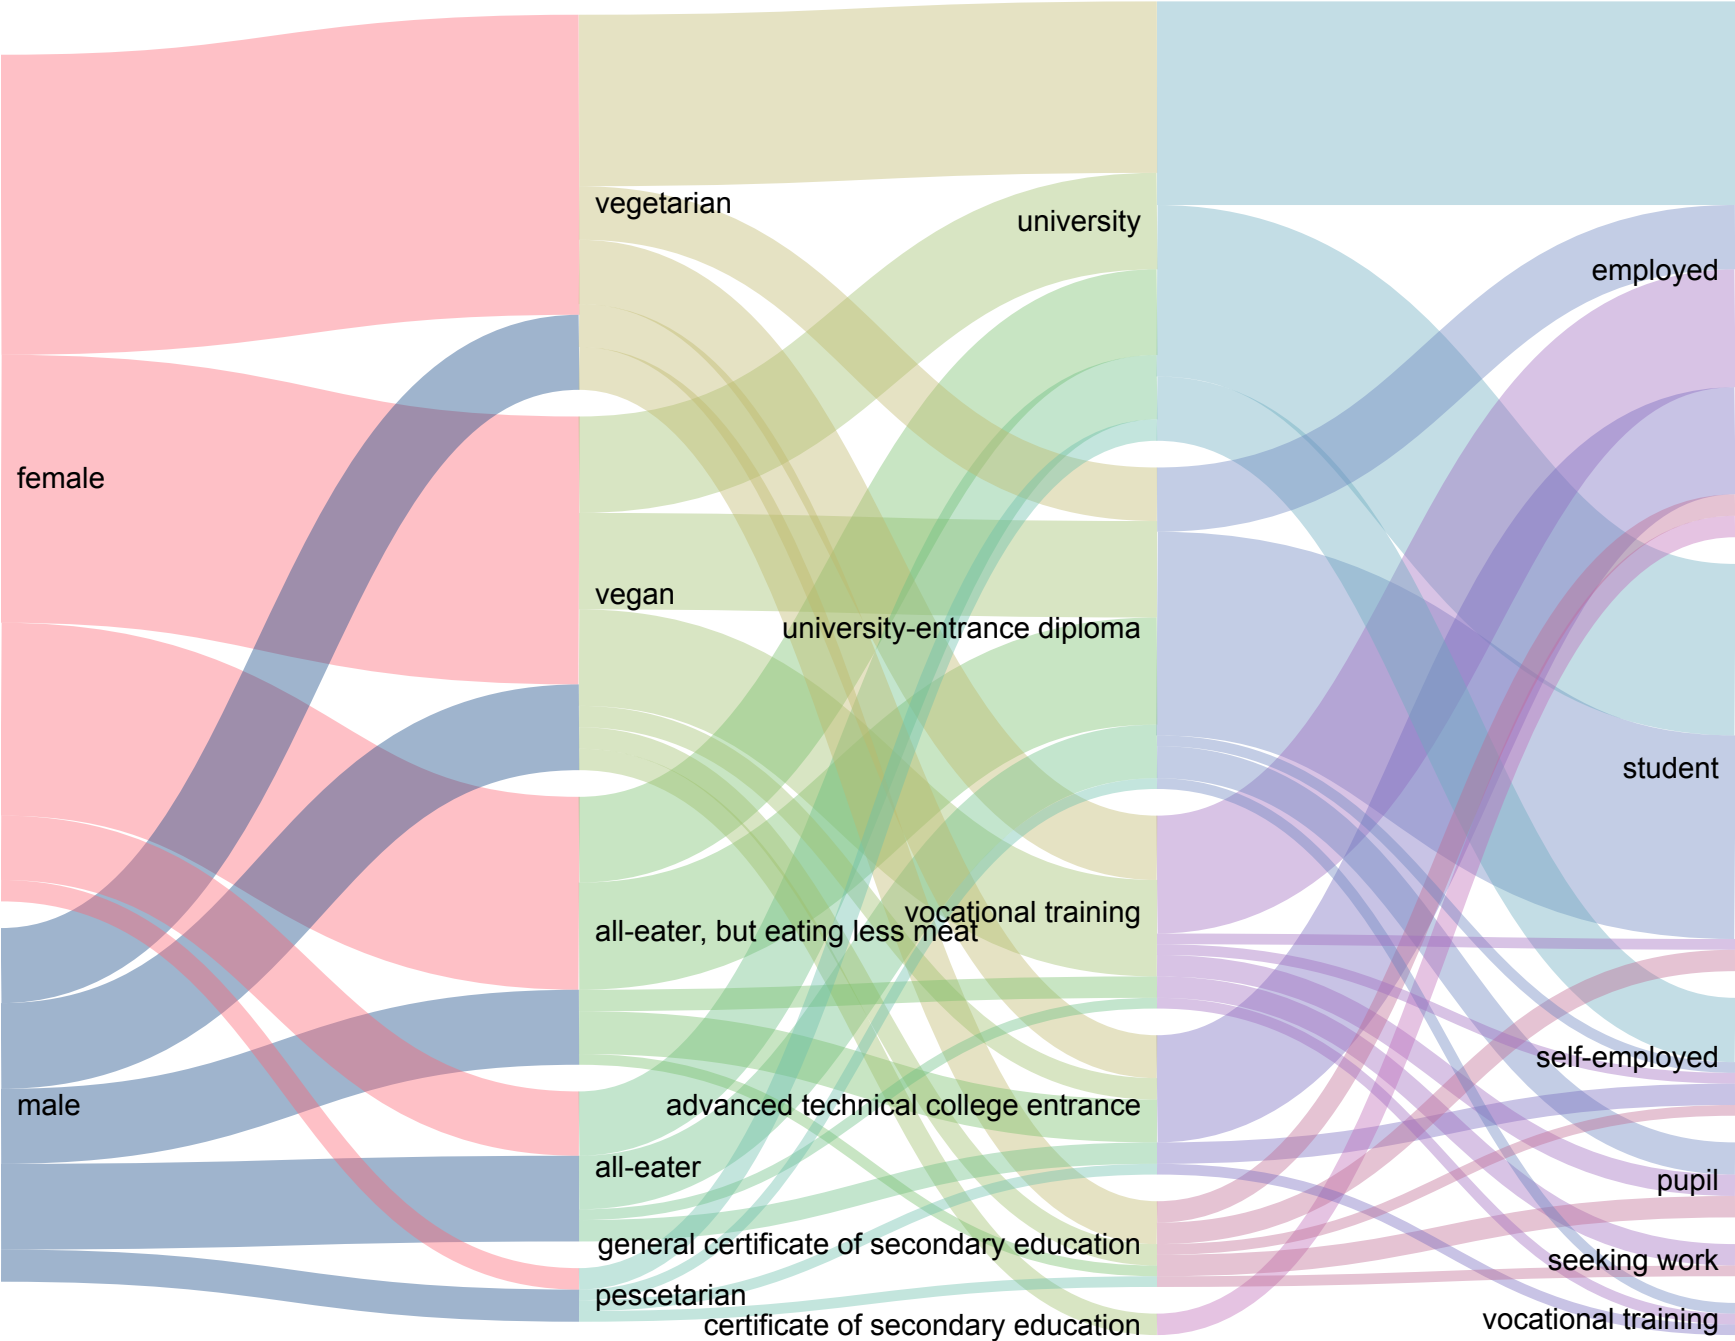 female
male
vegetarian
vegan
all-eater, but eating less meat
all-eater
pescetarian
university
university-entrance diploma
vocational training
advanced technical college entrance
general certificate of secondary education
certificate of secondary education
employed
student
self-employed
pupil
seeking work
vocational training